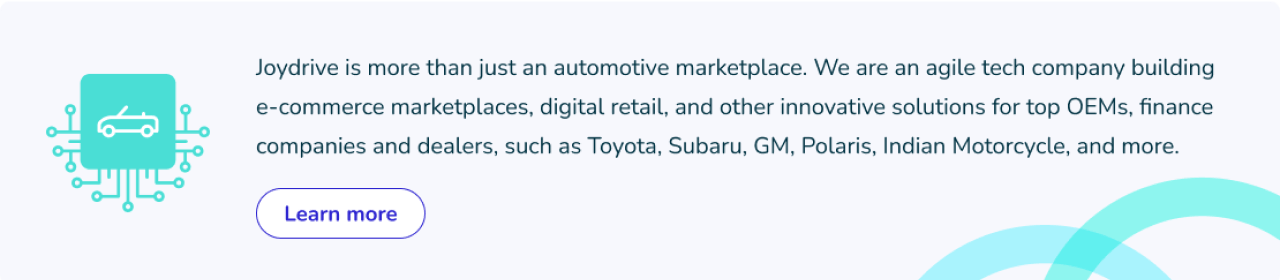 Joydrive is more than just an automotive marketplace. We are an agile tech company building
e-commerce marketplaces, digital retail, and other innovative solutions for top OEMs, finance
companies and dealers, such as Toyota, Subaru, GM, Polaris, Indian Motorcycle, and more.
Learn more